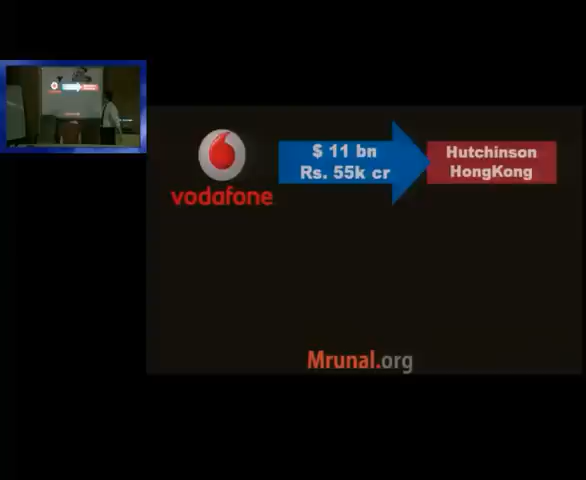 vodafone
$ 11 bn
Rs. 55k cr
Hutchinson
HongKong
Mrunal.org